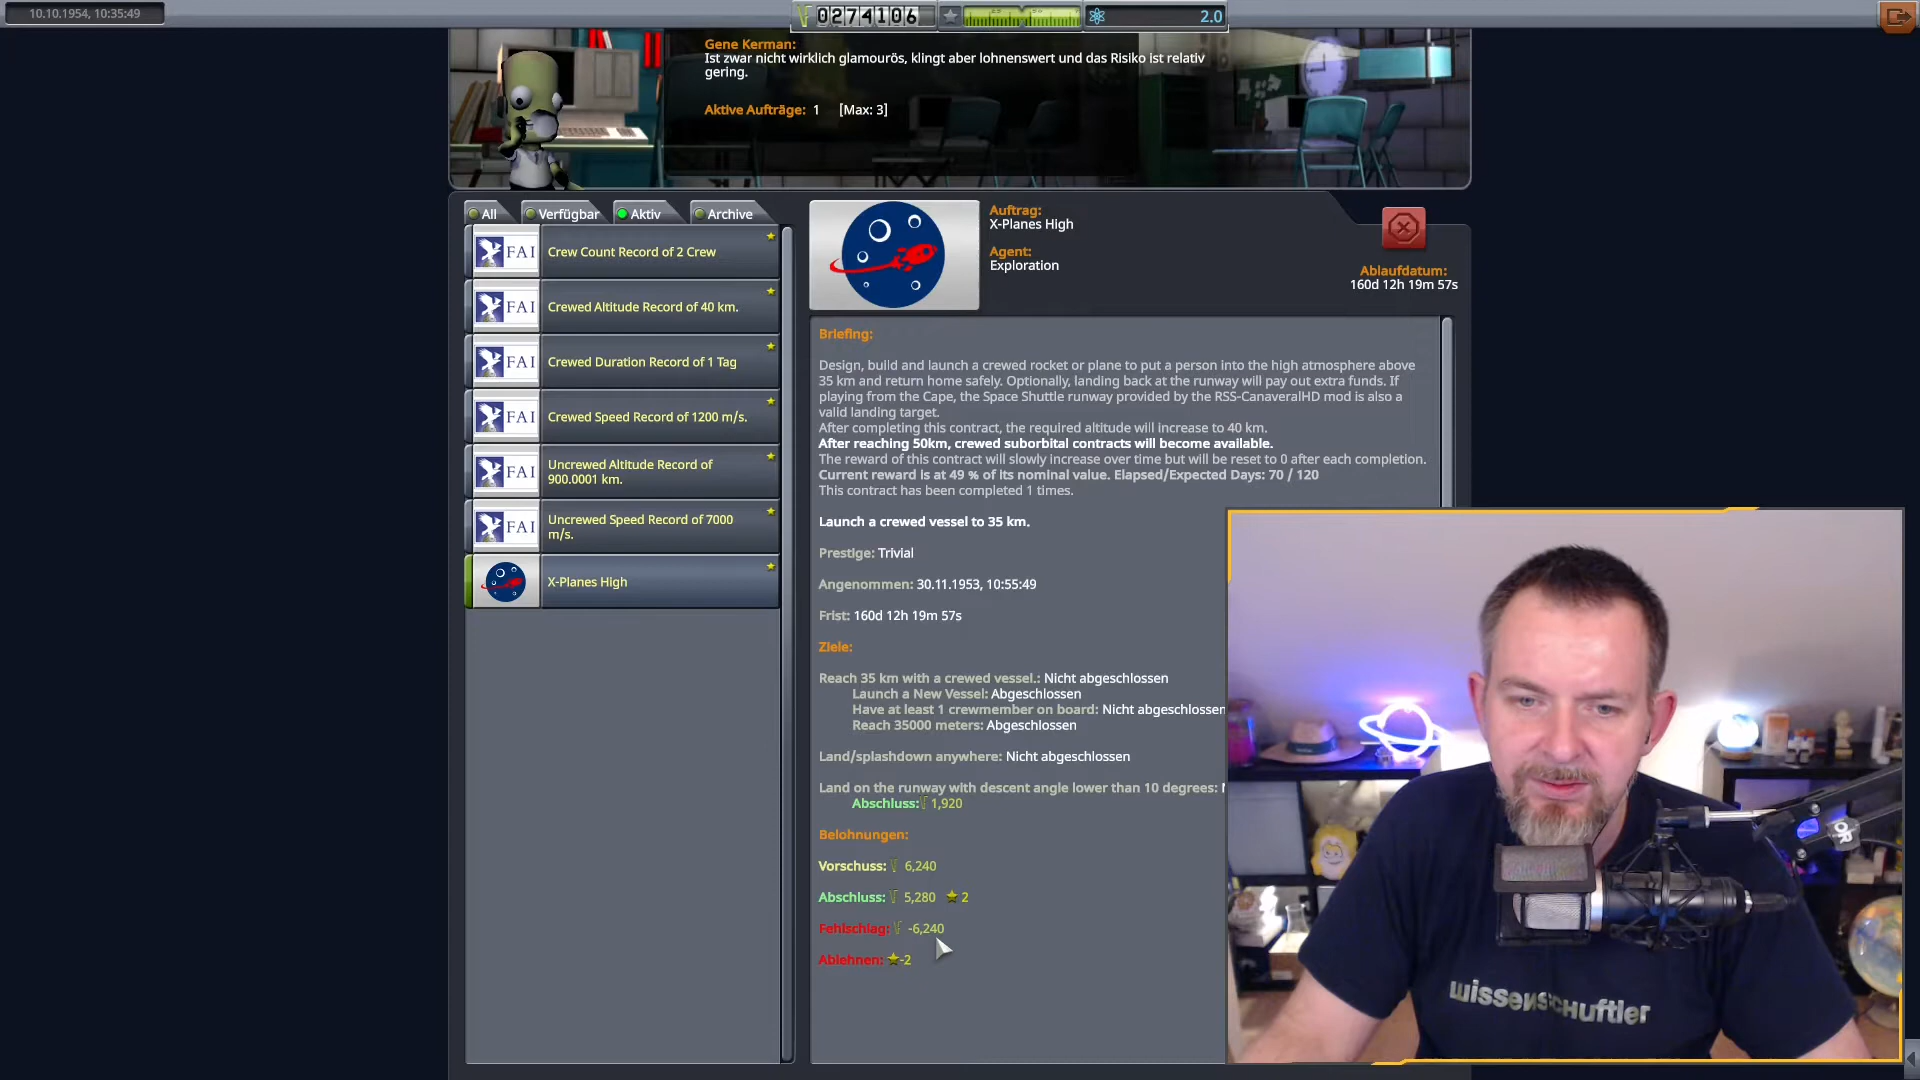 10.10.1954, 10:35:49
0274106
2.0
Gene Kerman:
Ist zwar nicht wirklich glamourös, klingt aber lohnenswert und das Risiko ist relativ
gering.
Aktive Aufträge: 1 [Max: 3]
All
Verfügbar
Aktiv
Archive
FAI
Crew Count Record of 2 Crew
FAI
Crewed Altitude Record of 40 km.
FAI
Crewed Duration Record of 1 Tag
FAI
Crewed Speed Record of 1200 m/s.
FAI
Uncrewed Altitude Record of
900.0001 km.
FAI
Uncrewed Speed Record of 7000
m/s.
X-Planes High
Auftrag:
X-Planes High
Agent:
Exploration
Ablaufdatum:
160d 12h 19m 57s
Briefing:
Design, build and launch a crewed rocket or plane to put a person into the high atmosphere above
35 km and return home safely. Optionally, landing back at the runway will pay out extra funds. If
playing from the Cape, the Space Shuttle runway provided by the RSS-CanaveralHD mod is also a
valid landing target.
After completing this contract, the required altitude will increase to 40 km.
After reaching 50km, crewed suborbital contracts will become available.
The reward of this contract will slowly increase over time but will be reset to 0 after each completion.
Current reward is at 49 % of its nominal value. Elapsed/Expected Days: 70 / 120
This contract has been completed 1 times.
Launch a crewed vessel to 35 km.
Prestige: Trivial
Angenommen: 30.11.1953, 10:55:49
Frist: 160d 12h 19m 57s
Ziele:
Reach 35 km with a crewed vessel.: Nicht abgeschlossen
Launch a New Vessel: Abgeschlossen
Have at least 1 crewmember on board: Nicht abgeschlossen
Reach 35000 meters: Abgeschlossen
Land/splashdown anywhere: Nicht abgeschlossen
Land on the runway with descent angle lower than 10 degrees:
Abschluss: 1,920
Belohnungen:
Vorschuss: 6,240
Abschluss: 5,280 2
Fehlschlag: -6,240
Ablehnen: -2
wissenschuftler